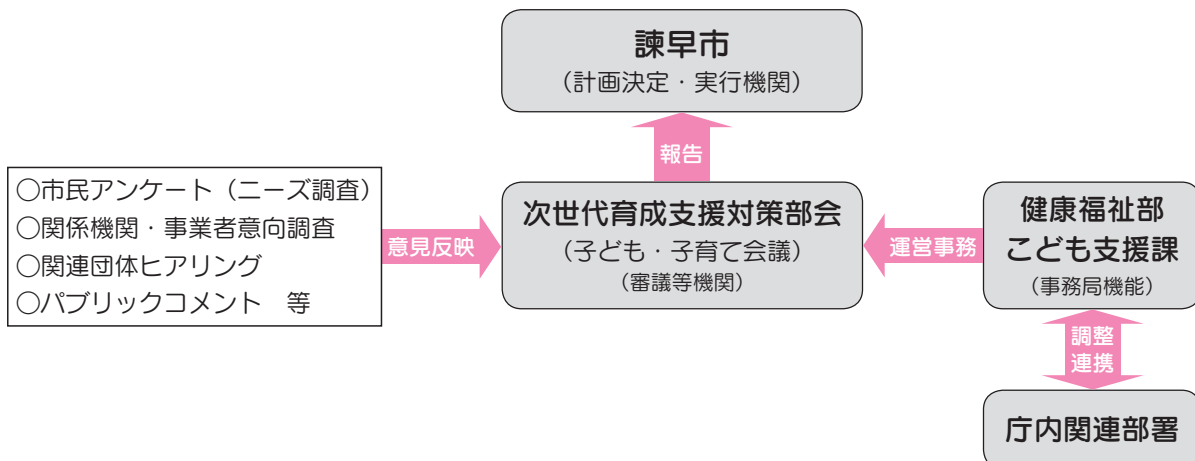 諫早市
（計画決定・実行機関）
報告
○市民アンケート（ニーズ調査）
○関係機関・事業者意向調査
○関連団体ヒアリング
○パブリックコメント　等
意見反映
次世代育成支援対策部会
（子ども・子育て会議）
（審議等機関）
運営事務
健康福祉部
こども支援課
（事務局機能）
調整
連携
庁内関連部署